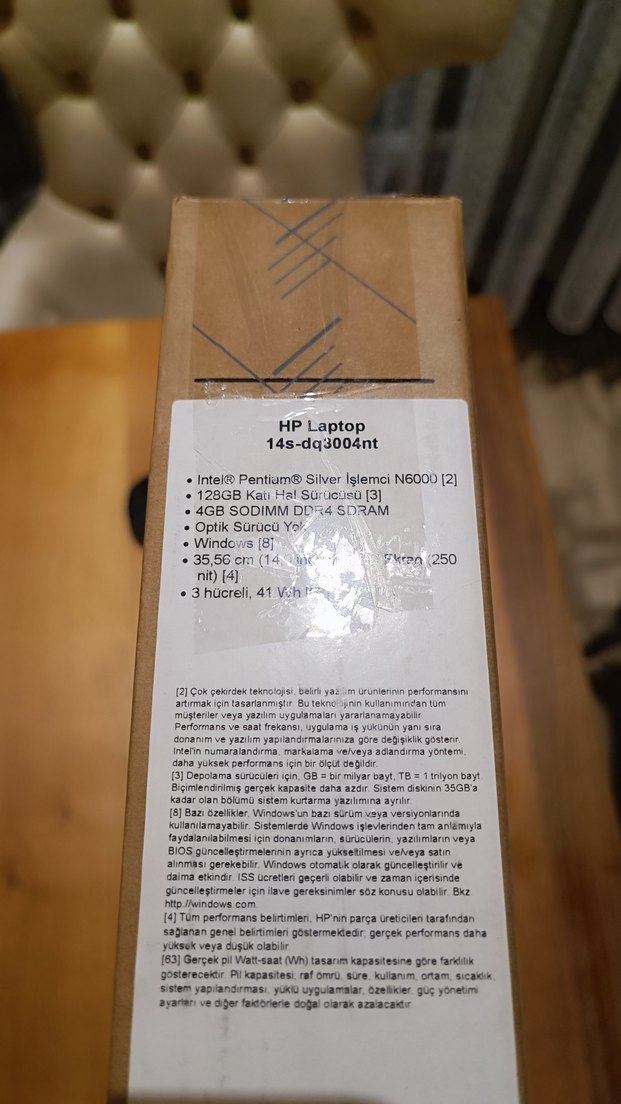 HP Laptop
14s-dq3004nt
• Intel® Pentium® Silver İşlemci N6000 [2]
• 128GB Katı Hal Sürücüsü [3]
• 4GB SODIMM DDR4 SDRAM
• Optik Sürücü Yok
• Windows [8]
• 35,56 cm (14 Ekran (250
nit) [4]
• 3 hücreli, 41 Wh
[2] Çok çekirdek teknolojisi, belirli yazılım ürünlerinin performansını
artırmak için tasarlanmıştır. Bu teknolojinin kullanımından tüm
müşteriler veya yazılım uygulamaları yararlanamayabilir.
Performans ve saat frekansı, uygulama iş yükünün yanı sıra
donanım ve yazılım yapılandırmalarınıza göre değişiklik gösterir.
Intel'in numaralandırma, markalama ve/veya adlandırma yöntemi,
daha yüksek performans için bir ölçüt değildir.
[3] Depolama sürücüleri için, GB = bir milyar bayt, TB = 1 trilyon bayt.
Biçimlendirilmiş gerçek kapasite daha azdır. Sistem diskinin 35GB'a
kadar olan bölümü sistem kurtarma yazılımına ayrılır.
[8] Bazı özellikler, Windows'un bazı sürüm veya versiyonlarında
kullanılamayabilir. Sistemlerde Windows işlevlerinden tam anlamıyla
faydalanılabilmesi için donanımların, sürücülerin, yazılımların veya
BIOS güncelleştirmelerinin ayrıca yükseltilmesi ve/veya satın
alınması gerekebilir. Windows otomatik olarak güncelleştirilir ve
daima etkindir. ISS ücretleri geçerli olabilir ve zaman içerisinde
güncelleştirmeler için ilave gereksinimler söz konusu olabilir. Bkz.
http://windows.com.
[4] Tüm performans belirtimleri, HP'nin parça üreticileri tarafından
sağlanan genel belirtimleri göstermektedir; gerçek performans daha
yüksek veya düşük olabilir.
[63] Gerçek pil Watt-saat (Wh) tasarım kapasitesine göre farklılık
gösterecektir. Pil kapasitesi, raf ömrü, süre, kullanım, ortam, sıcaklık,
sistem yapılandırması, yüklü uygulamalar, özellikler, güç yönetimi
ayarları ve diğer faktörlerle doğal olarak azalacaktır.